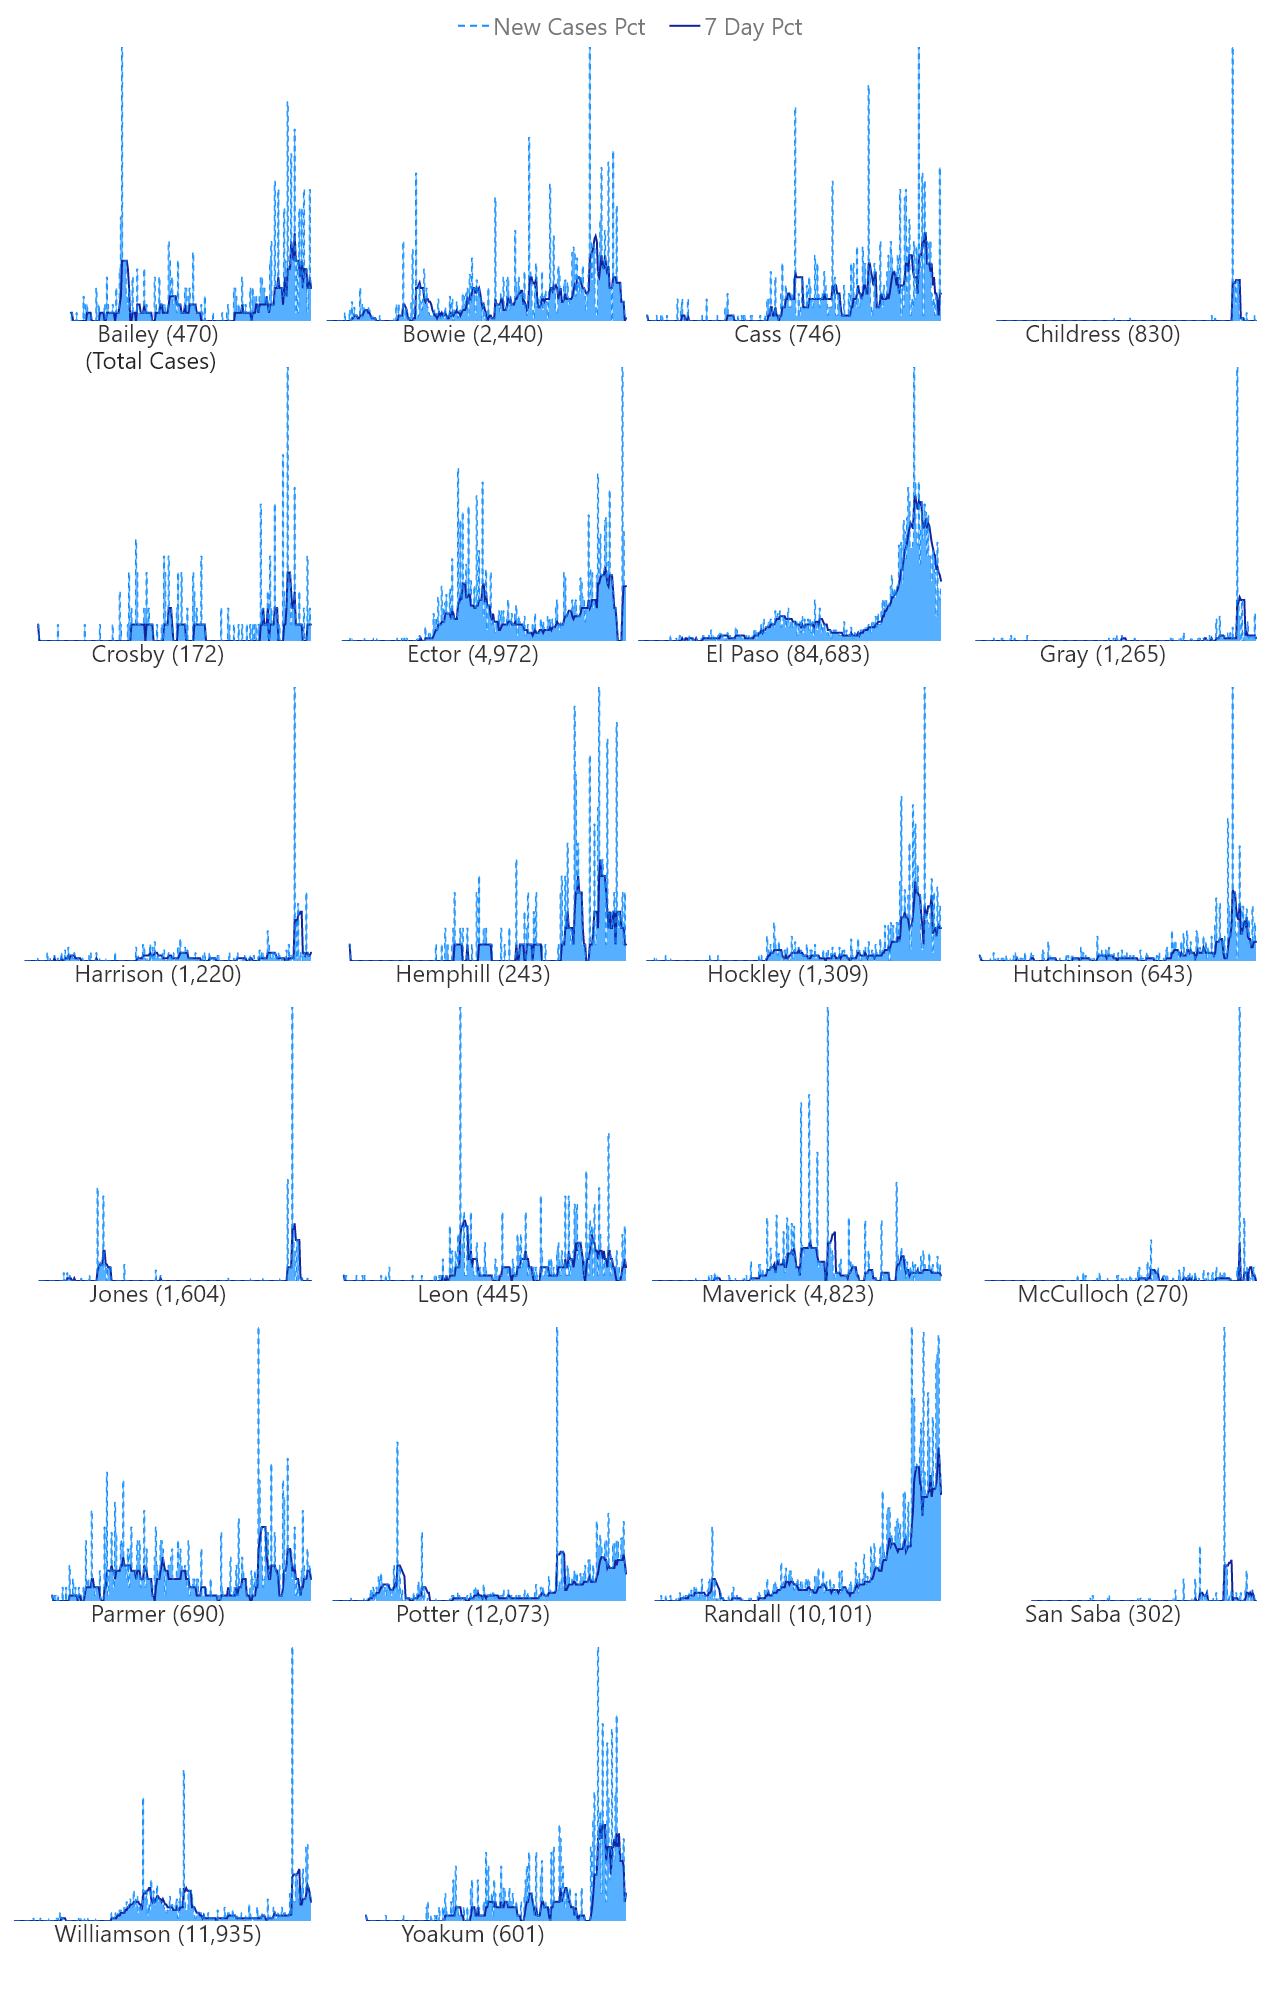 New Cases Pct 7 Day Pct
Bailey (470) Bowie (2,440) Cass (746) Childress (830)
(Total Cases)
Crosby (172) Ector (4,972) El Paso (84,683) Gray (1,265)
Harrison (1,220) Hemphill (243) Hockley (1,309) Hutchinson (643)
Jones (1,604) Leon (445) Maverick (4,823) McCulloch (270)
Parmer (690) Potter (12,073) Randall (10,101) San Saba (302)
Williamson (11,935) Yoakum (601)